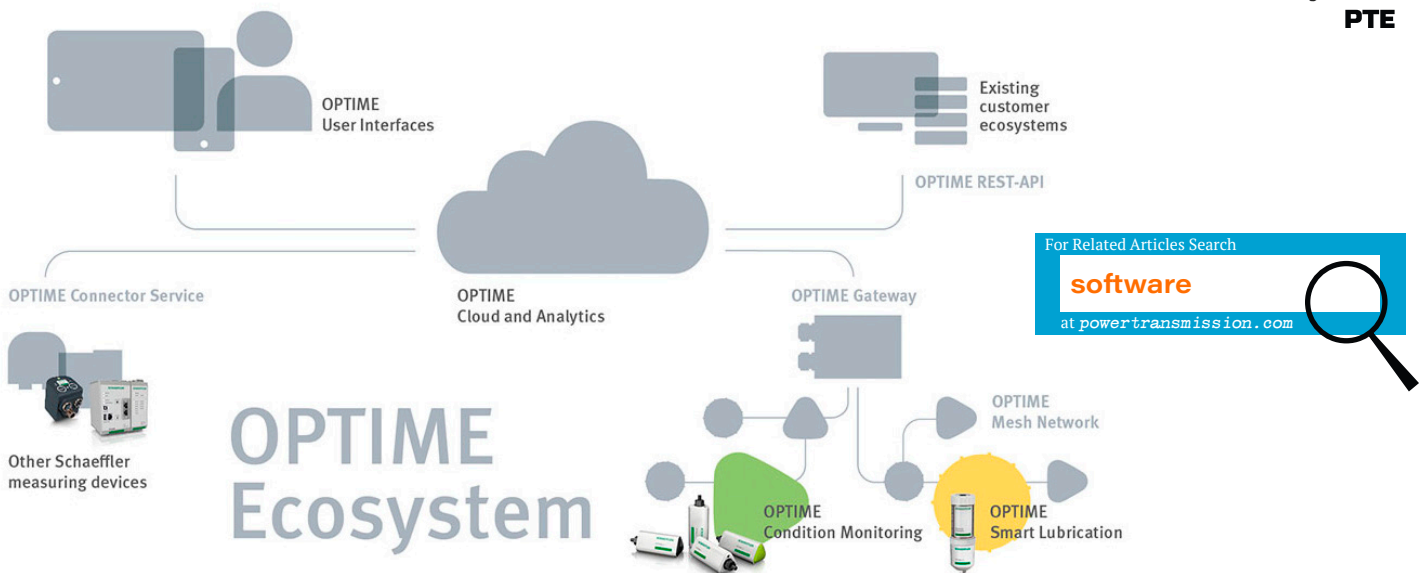 PTE
OPTIME
User Interfaces
Existing
customer
ecosystems
OPTIME REST-API
For Related Articles Search
software
at powertransmission.com
OPTIME Connector Service
OPTIME
Cloud and Analytics
OPTIME Gateway
Other Schaeffler
measuring devices
OPTIME
Ecosystem
OPTIME
Mesh Network
OPTIME
Condition Monitoring
OPTIME
Smart Lubrication